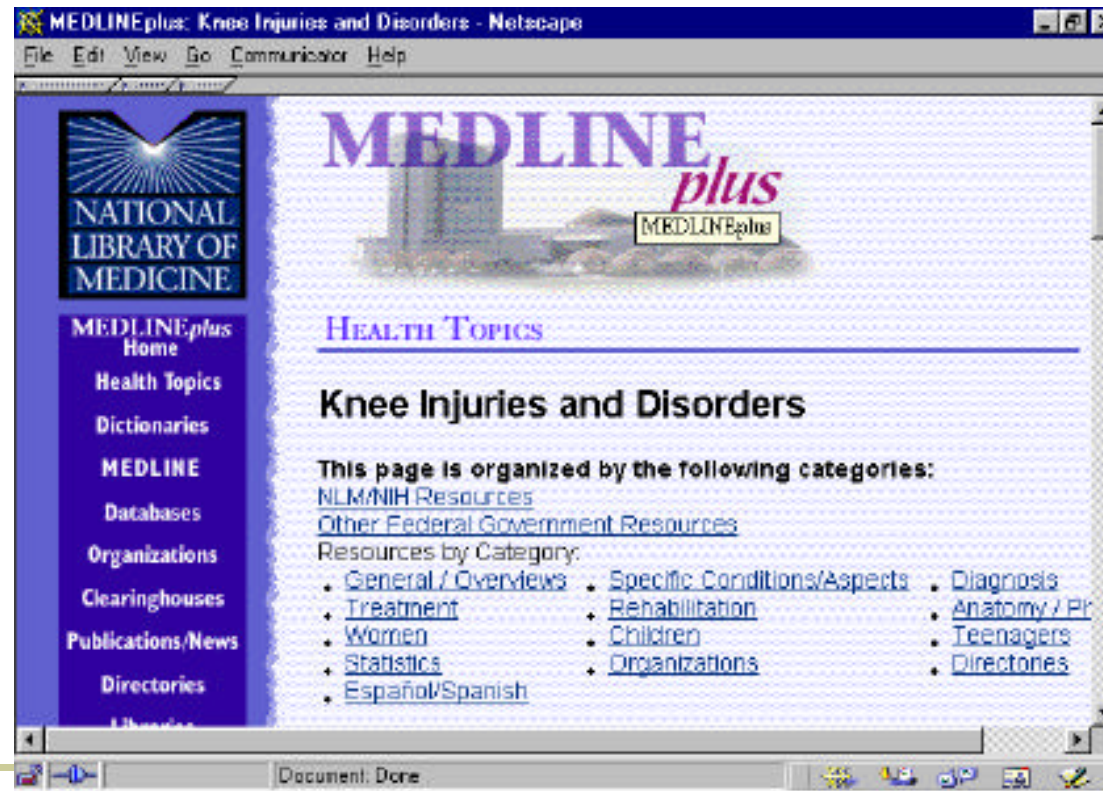 MEDLINEplus: Knee Injuries and Disorders - Netscape
File Edit View Go Communicator Help
NATIONAL
LIBRARY OF
MEDICINE
MEDLINEplus
Home
Health Topics
Dictionaries
MEDLINE
Databases
Organizations
Clearinghouses
Publications/News
Directories
MEDLINE
plus
MEDLINEplus
HEALTH TOPICS
Knee Injuries and Disorders
This page is organized by the following categories:
NLM/NIH Resources
Other Federal Government Resources
Resources by Category:
• General / Overviews • Specific Conditions/Aspects • Diagnosis
• Treatment • Rehabilitation • Anatomy / Ph
• Women • Children • Teenagers
• Statistics • Organizations • Directories
• Español/Spanish
Document: Done